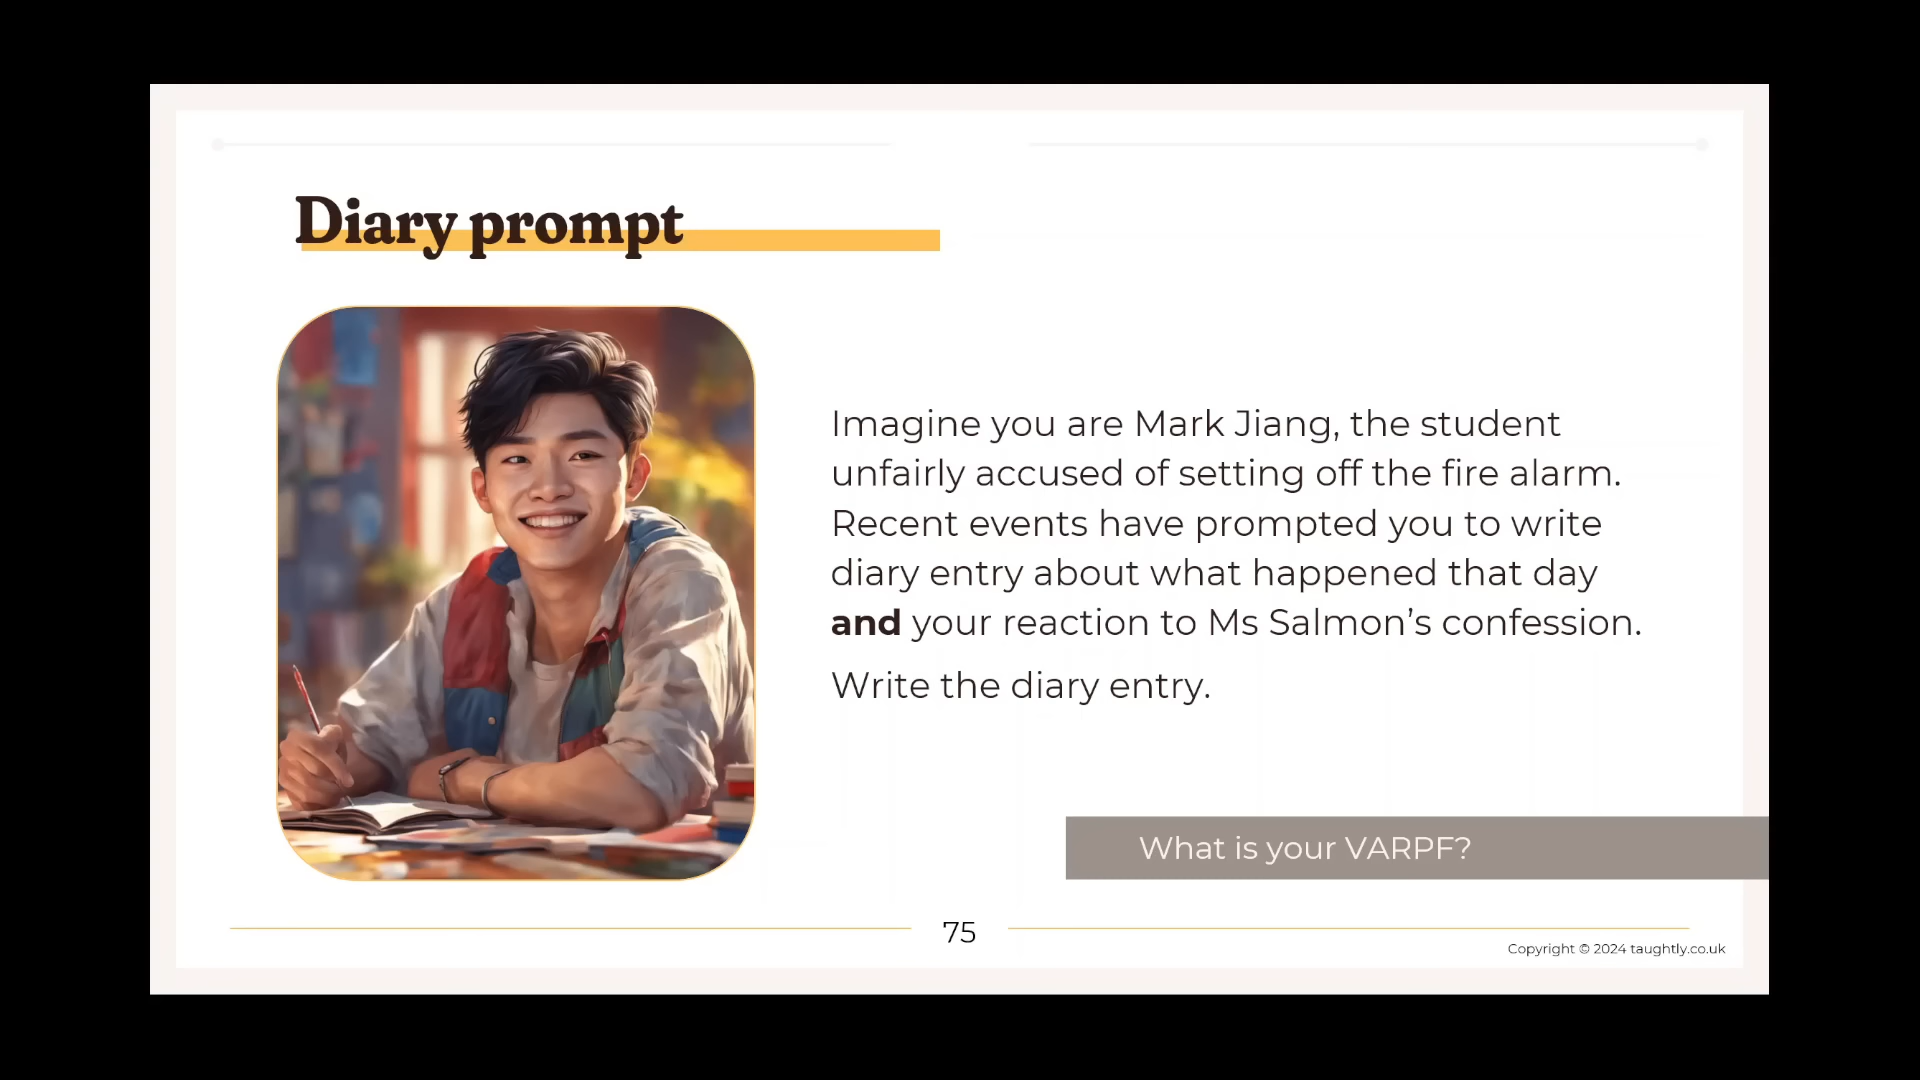 Diary prompt
Imagine you are Mark Jiang, the student
unfairly accused of setting off the fire alarm.
Recent events have prompted you to write
diary entry about what happened that day
and your reaction to Ms Salmon’s confession.
Write the diary entry.
What is your VARPF?
75
Copyright © 2024 taughtly.co.uk